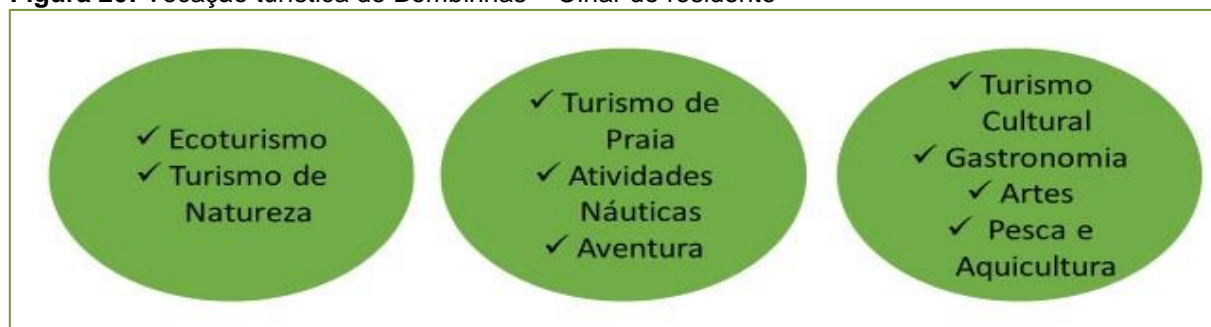 ✓ Ecoturismo
✓ Turismo de
Natureza
✓ Turismo de
Praia
✓ Atividades
Náuticas
✓ Aventura
✓ Turismo
Cultural
✓ Gastronomia
✓ Artes
✓ Pesca e
Aquicultura